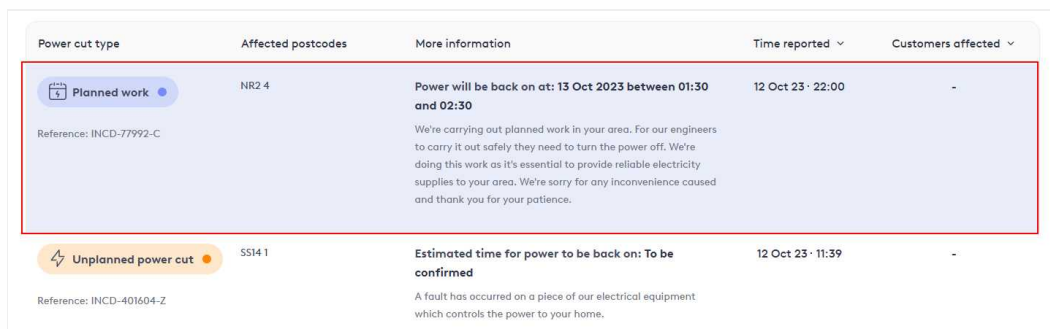 Power cut type Affected postcodes More information Time reported Customers affected
Planned work NR2 4 Power will be back on at: 13 Oct 2023 between 01:30 12 Oct 23 · 22:00 -
and 02:30
Reference: INCD-77992-C We're carrying out planned work in your area. For our engineers
to carry it out safely they need to turn the power off. We're
doing this work as it's essential to provide reliable electricity
supplies to your area. We're sorry for any inconvenience caused
and thank you for your patience.
Unplanned power cut SS14 1 Estimated time for power to be back on: To be 12 Oct 23 · 11:39 -
confirmed
Reference: INCD-401604-Z A fault has occurred on a piece of our electrical equipment
which controls the power to your home.